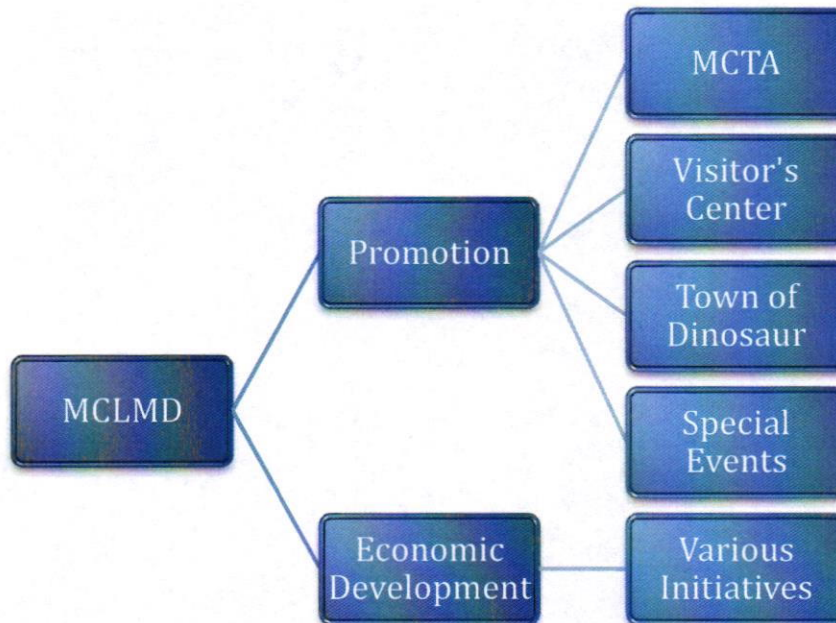 MCTA
Visitor's
Center
Promotion
Town of
Dinosaur
MCLMD
Special
Events
Economic
Development
Various
Initiatives